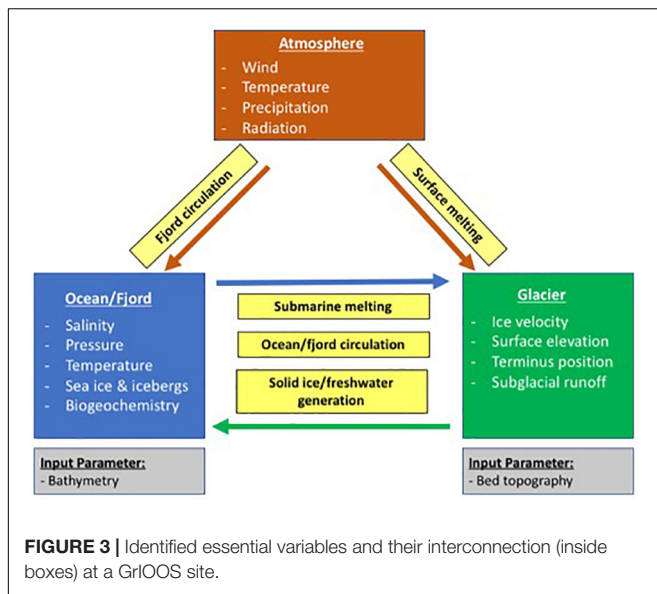 Atmosphere
- Wind
- Temperature
- Precipitation
- Radiation
Fjord circulation
Surface melting
Ocean/Fjord
- Salinity
- Pressure
- Temperature
- Sea ice & icebergs
- Biogeochemistry
Submarine melting
Ocean/fjord circulation
Solid ice/freshwater
generation
Glacier
- Ice velocity
- Surface elevation
- Terminus position
- Subglacial runoff
Input Parameter:
- Bathymetry
Input Parameter:
- Bed topography
FIGURE 3 | Identified essential variables and their interconnection (inside
boxes) at a GrIOOS site.